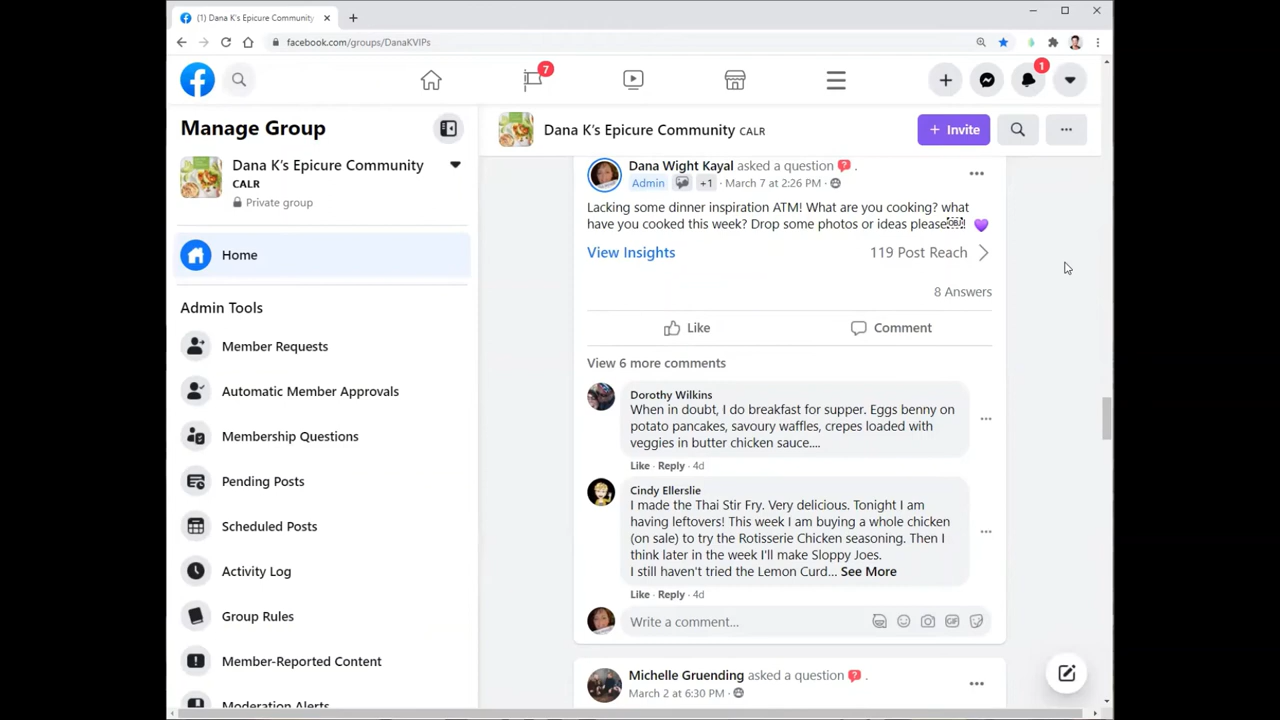 (1) Dana K's Epicure Community
facebook.com/groups/DanaKVIPs
7
1
Manage Group
Dana K's Epicure Community
CALR
Private group
Home
Admin Tools
Member Requests
Automatic Member Approvals
Membership Questions
Pending Posts
Scheduled Posts
Activity Log
Group Rules
Member-Reported Content
Moderation Alerts
Dana K's Epicure Community CALR
+ Invite
Dana Wight Kayal asked a question .
Admin +1 · March 7 at 2:26 PM ·
Lacking some dinner inspiration ATM! What are you cooking? what
have you cooked this week? Drop some photos or ideas please OBJ!
View Insights
119 Post Reach
8 Answers
Like
Comment
View 6 more comments
Dorothy Wilkins
When in doubt, I do breakfast for supper. Eggs benny on
potato pancakes, savoury waffles, crepes loaded with
veggies in butter chicken sauce....
Like · Reply · 4d
Cindy Ellerslie
I made the Thai Stir Fry. Very delicious. Tonight I am
having leftovers! This week I am buying a whole chicken
(on sale) to try the Rotisserie Chicken seasoning. Then I
think later in the week I'll make Sloppy Joes.
I still haven't tried the Lemon Curd... See More
Like · Reply · 4d
Write a comment...
GIF
Michelle Gruending asked a question .
March 2 at 6:30 PM ·